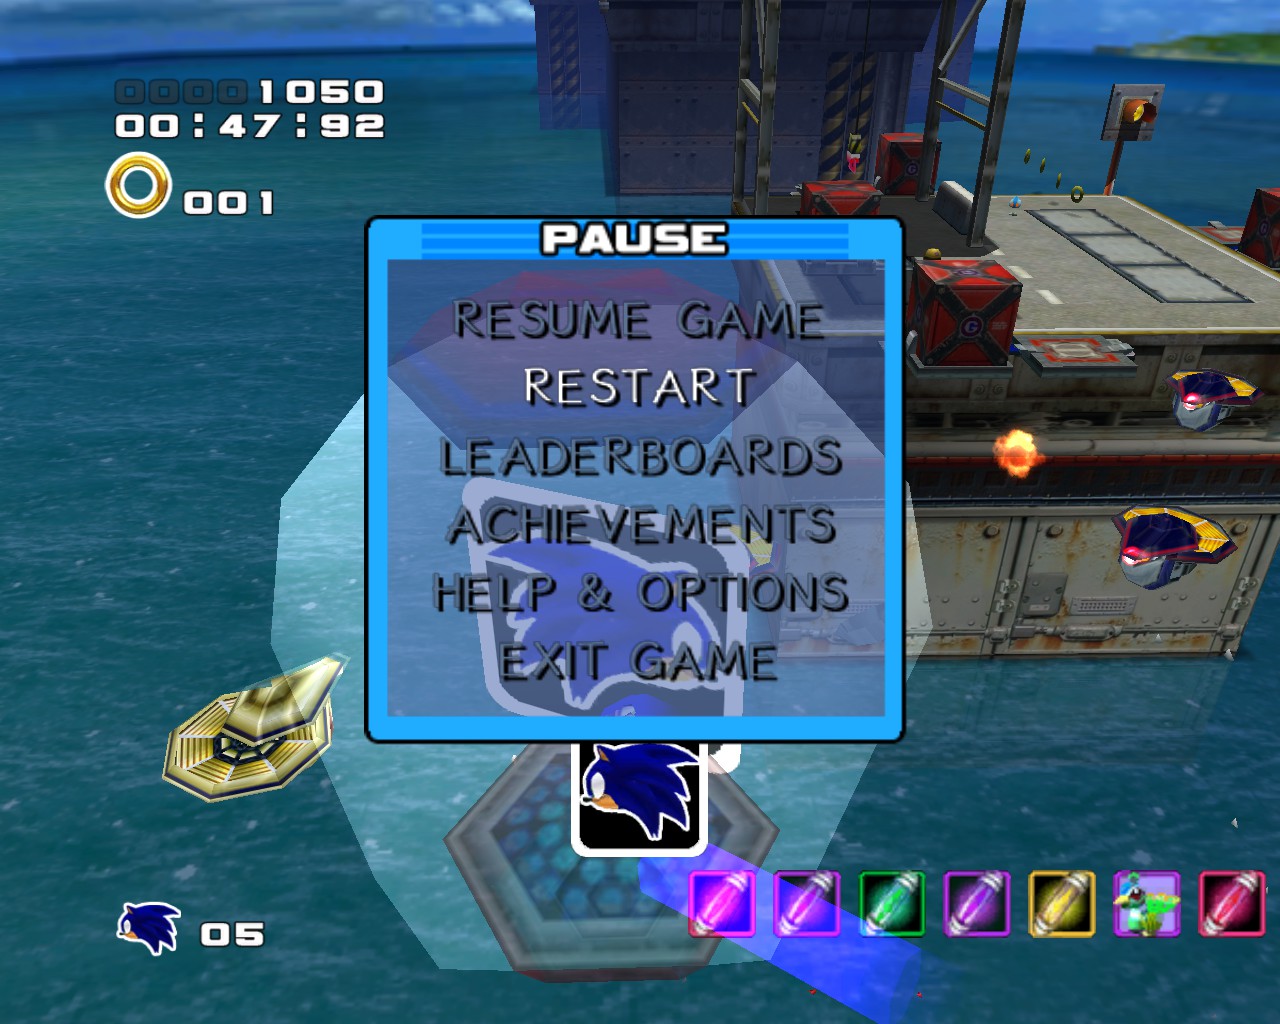 00001050
00:47:92
001
PAUSE
RESUME GAME
RESTART
LEADERBOARDS
ACHIEVEMENTS
HELP & OPTIONS
EXIT GAME
G
G
G
05